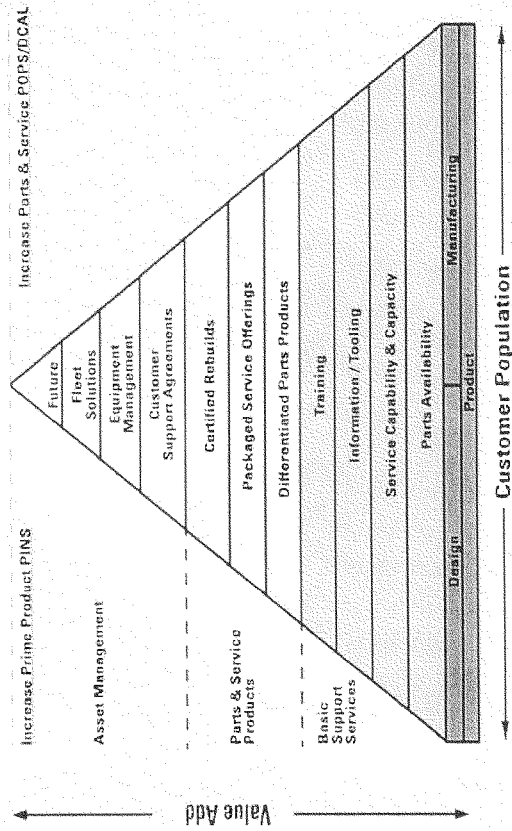 Increase Prime Product PINS
Increase Parts & Service POPS/DCAL
Value Add
Asset Management
Parts & Service
Products
Basic
Support
Services
Future
Fleet
Solutions
Equipment
Management
Customer
Support Agreements
Certified Rebuilds
Packaged Service Offerings
Differentiated Parts Products
Training
Information / Tooling
Service Capability & Capacity
Parts Availability
Design
Manufacturing
Product
Customer Population